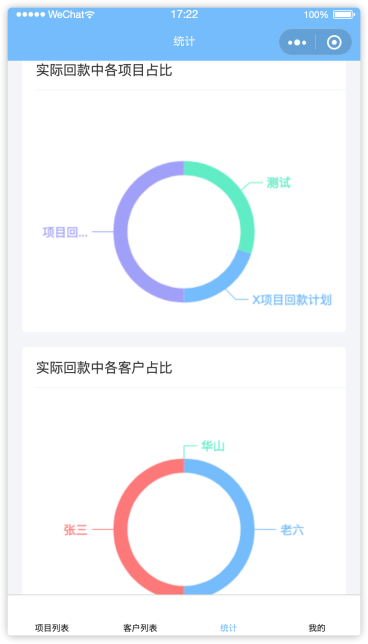 WeChat 17:22 100%
统计
实际回款中各项目占比
测试
项目回...
X项目回款计划
实际回款中各客户占比
华山
张三
老六
项目列表 客户列表 统计 我的